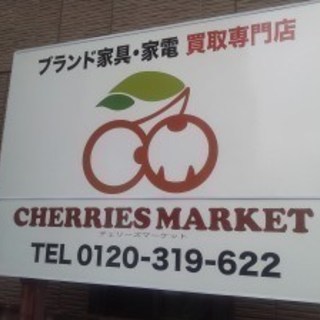 ブランド家具・家電 買取専門店
CHERRIES MARKET
チェリーズマーケット
TEL 0120-319-622